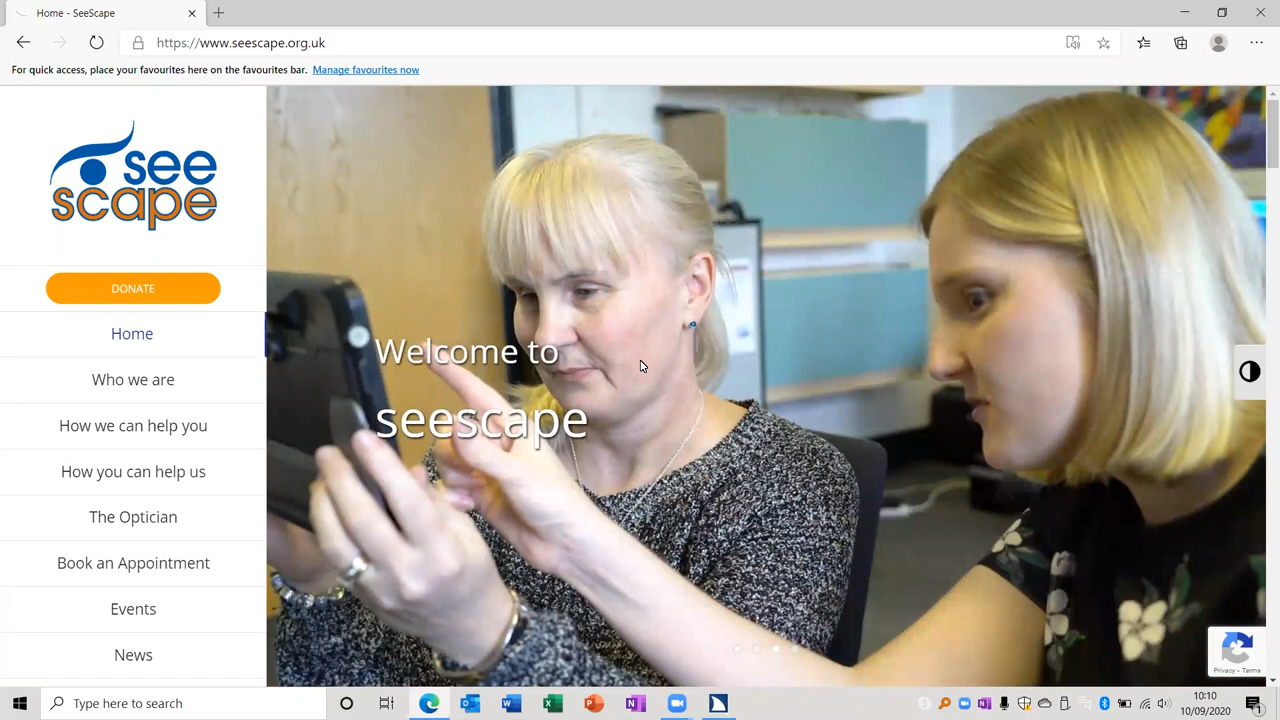 Home - SeeScape
https://www.seescape.org.uk
For quick access, place your favourites here on the favourites bar. Manage favourites now
see
scape
DONATE
Home
Who we are
How we can help you
How you can help us
The Optician
Book an Appointment
Events
News
Welcome to
seescape
Privacy - Terms
Type here to search
10:10
10/09/2020